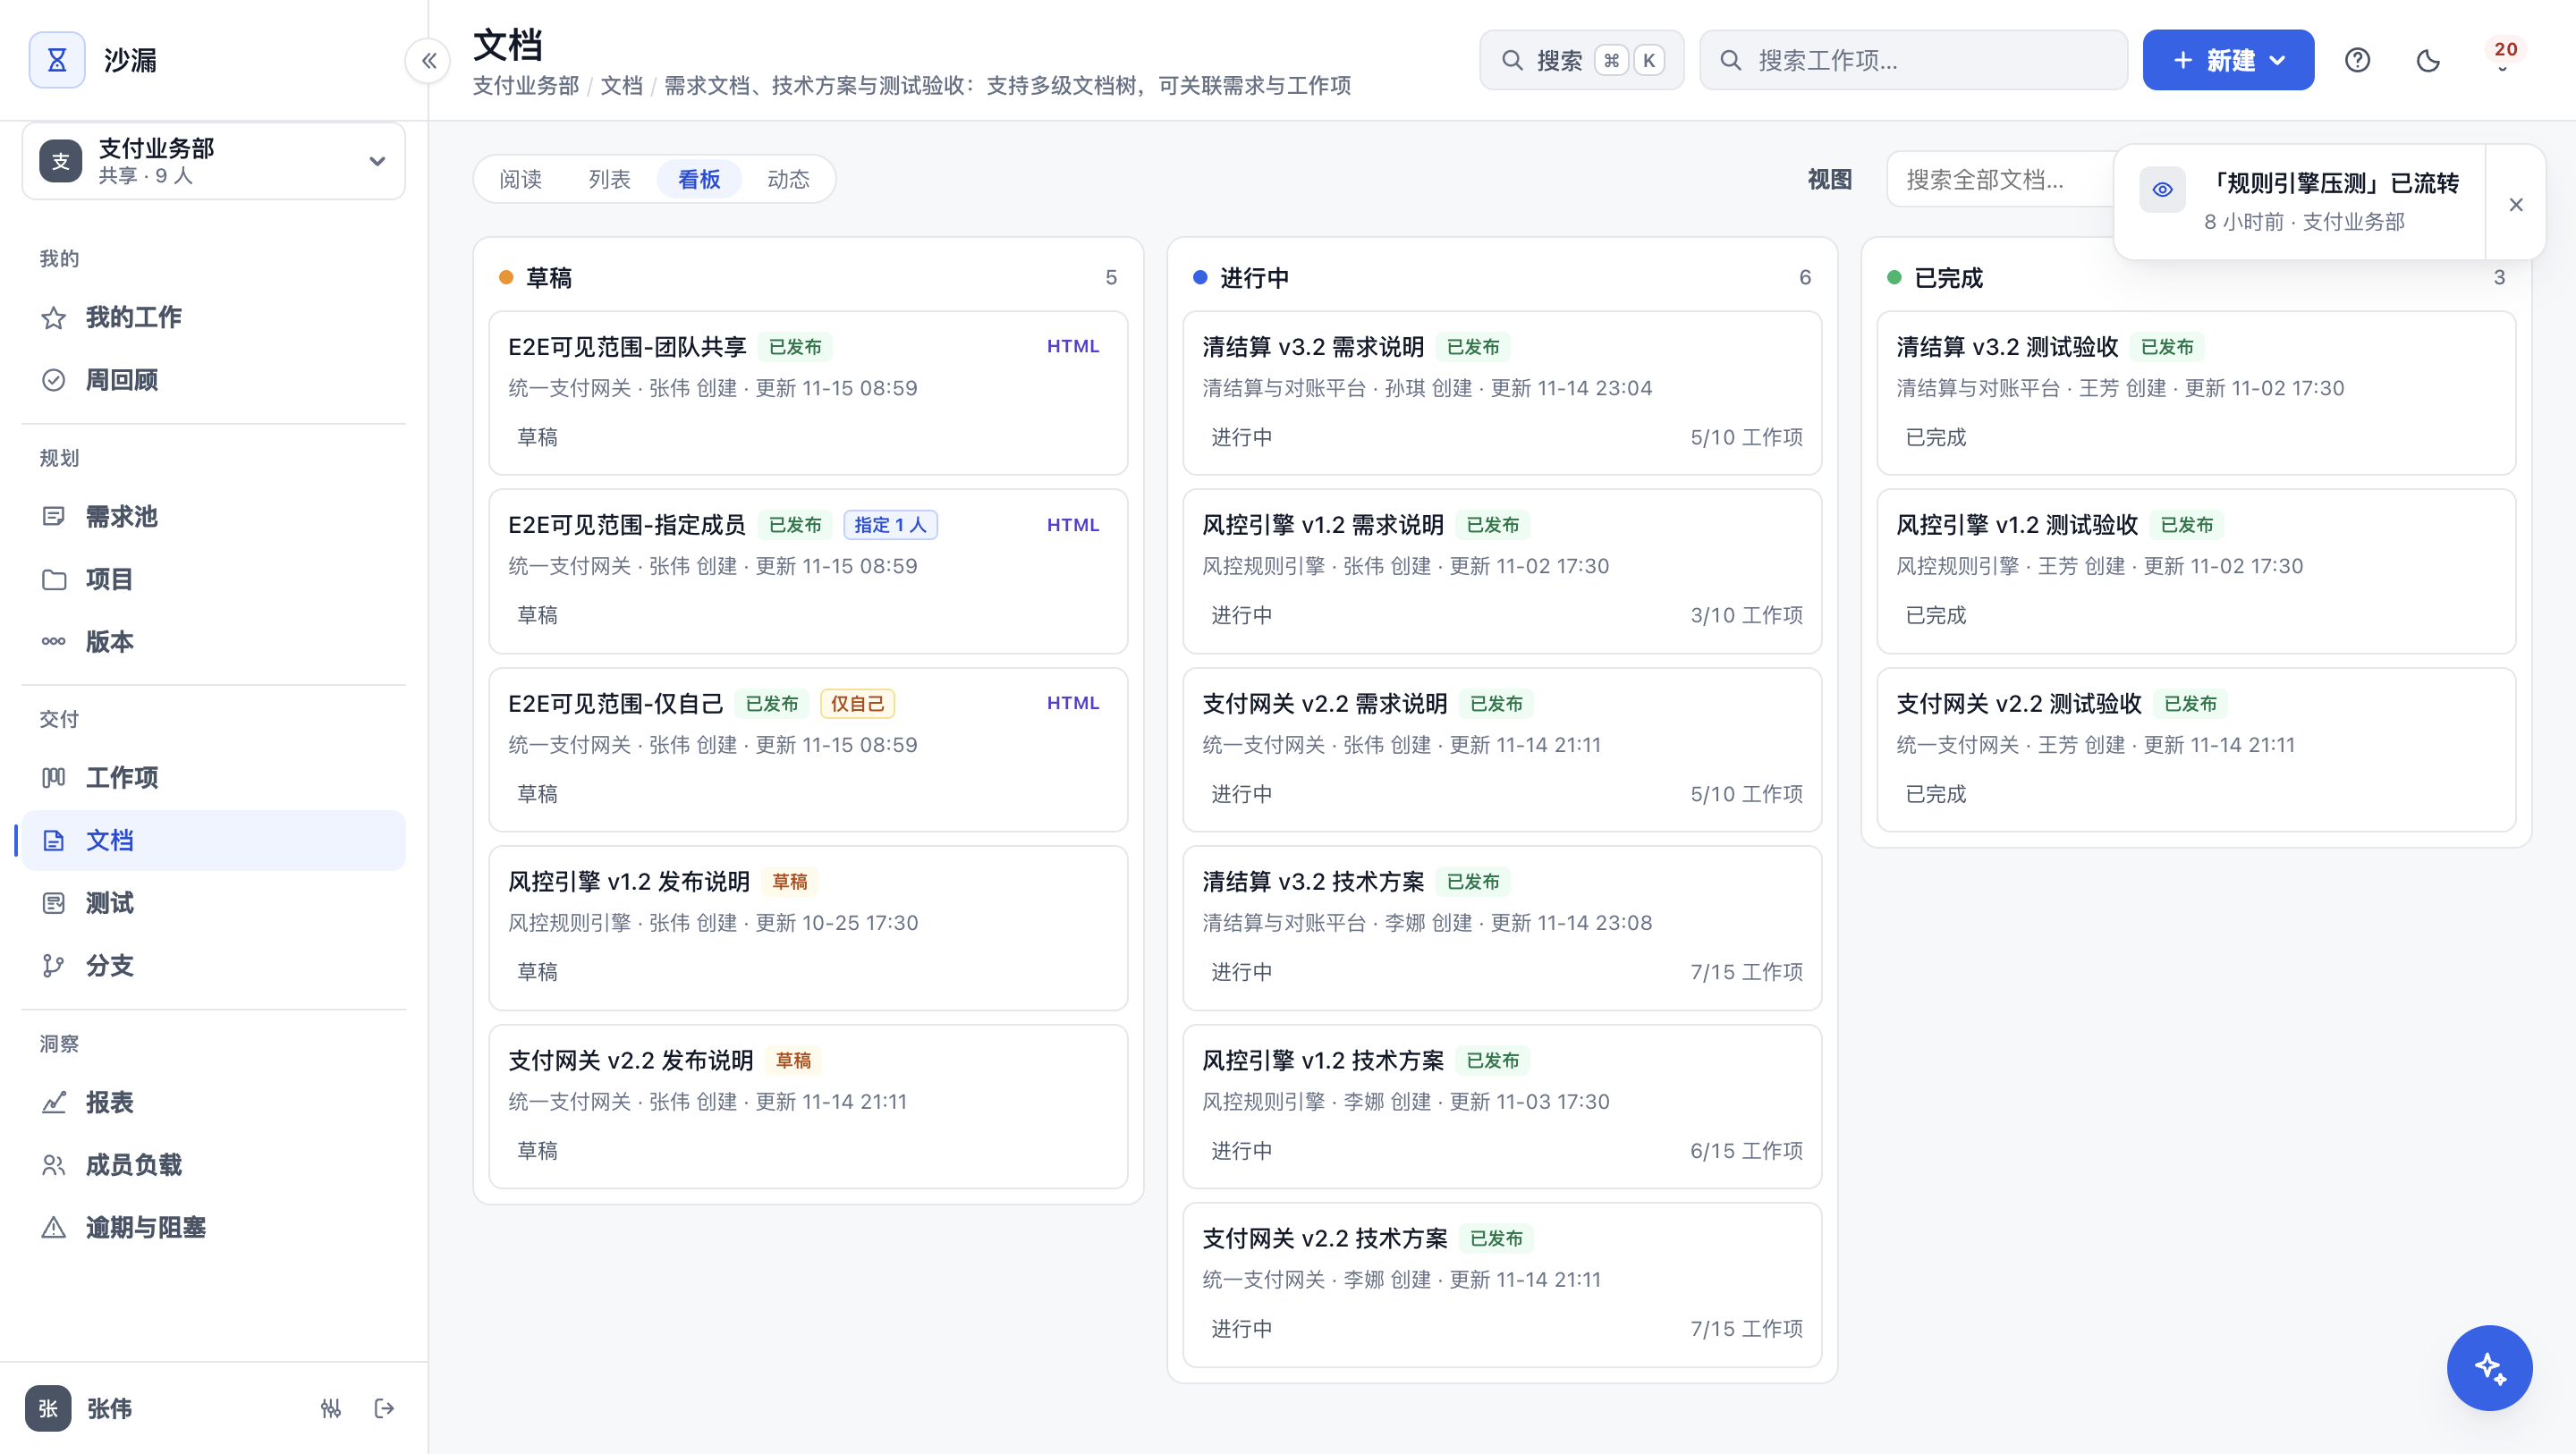 沙漏
支付业务部
共享 · 9 人
我的
我的工作
周回顾
规划
需求池
项目
版本
交付
工作项
文档
测试
分支
洞察
报表
成员负载
逾期与阻塞
张 张伟
文档
支付业务部 / 文档 / 需求文档、技术方案与测试验收：支持多级文档树，可关联需求与工作项
搜索 ⌘ K
搜索工作项...
+ 新建
20
阅读 列表 看板 动态
视图
搜索全部文档...
「规则引擎压测」已流转
8 小时前 · 支付业务部
草稿 5
E2E可见范围-团队共享 已发布 HTML
统一支付网关 · 张伟 创建 · 更新 11-15 08:59
草稿
E2E可见范围-指定成员 已发布 指定 1 人 HTML
统一支付网关 · 张伟 创建 · 更新 11-15 08:59
草稿
E2E可见范围-仅自己 已发布 仅自己 HTML
统一支付网关 · 张伟 创建 · 更新 11-15 08:59
草稿
风控引擎 v1.2 发布说明 草稿
风控规则引擎 · 张伟 创建 · 更新 10-25 17:30
草稿
支付网关 v2.2 发布说明 草稿
统一支付网关 · 张伟 创建 · 更新 11-14 21:11
草稿
进行中 6
清结算 v3.2 需求说明 已发布
清结算与对账平台 · 孙琪 创建 · 更新 11-14 23:04
进行中 5/10 工作项
风控引擎 v1.2 需求说明 已发布
风控规则引擎 · 张伟 创建 · 更新 11-02 17:30
进行中 3/10 工作项
支付网关 v2.2 需求说明 已发布
统一支付网关 · 张伟 创建 · 更新 11-14 21:11
进行中 5/10 工作项
清结算 v3.2 技术方案 已发布
清结算与对账平台 · 李娜 创建 · 更新 11-14 23:08
进行中 7/15 工作项
风控引擎 v1.2 技术方案 已发布
风控规则引擎 · 李娜 创建 · 更新 11-03 17:30
进行中 6/15 工作项
支付网关 v2.2 技术方案 已发布
统一支付网关 · 李娜 创建 · 更新 11-14 21:11
进行中 7/15 工作项
已完成 3
清结算 v3.2 测试验收 已发布
清结算与对账平台 · 王芳 创建 · 更新 11-02 17:30
已完成
风控引擎 v1.2 测试验收 已发布
风控规则引擎 · 王芳 创建 · 更新 11-02 17:30
已完成
支付网关 v2.2 测试验收 已发布
统一支付网关 · 王芳 创建 · 更新 11-14 21:11
已完成